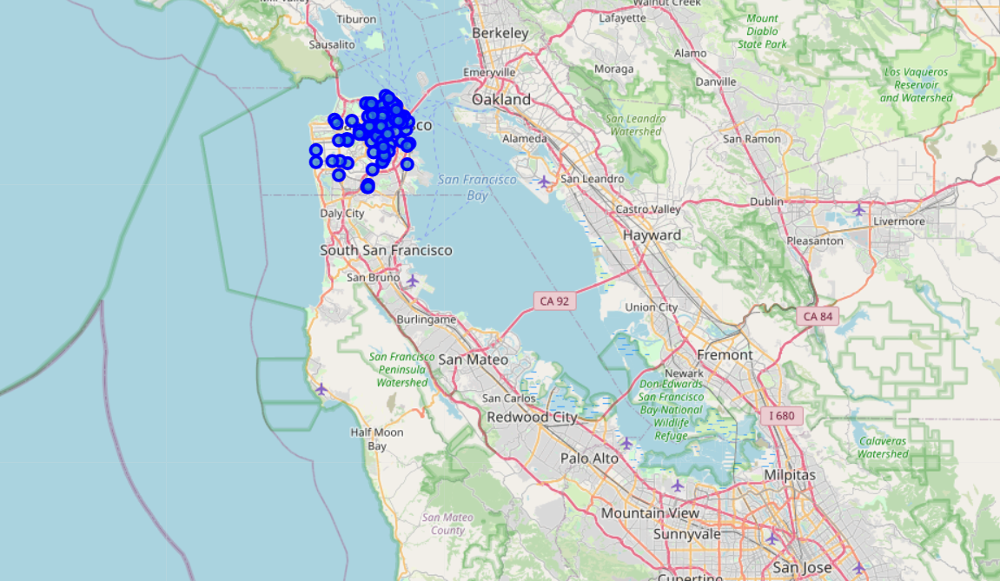 Tiburon
Walnut Creek
Lafayette
Berkeley
Mount
Diablo
State Park
Sausalito
Alamo
Moraga
Emeryville
Danville
Los Vaqueros
Reservoir
and Watershed
Oakland
San Leandro
Watershed
co
Alameda
San Ramon
San Francisco
Bay
San Leandro
Dublin
Daly City
Castro Valley
Livermore
Hayward
Pleasanton
South San Francisco
San Bruno
CA 92
Union City
CA 84
Burlingame
San Francisco
Peninsula
Watershed
San Mateo
Fremont
Newark
Don Edwards
San Francisco
Bay National
Wildlife
Refuge
San Carlos
Redwood City
I 680
Half Moon
Bay
Calaveras
Watershed
Palo Alto
Milpitas
San Mateo
County
Mountain View
Sunnyvale
San Jose
Cupertino